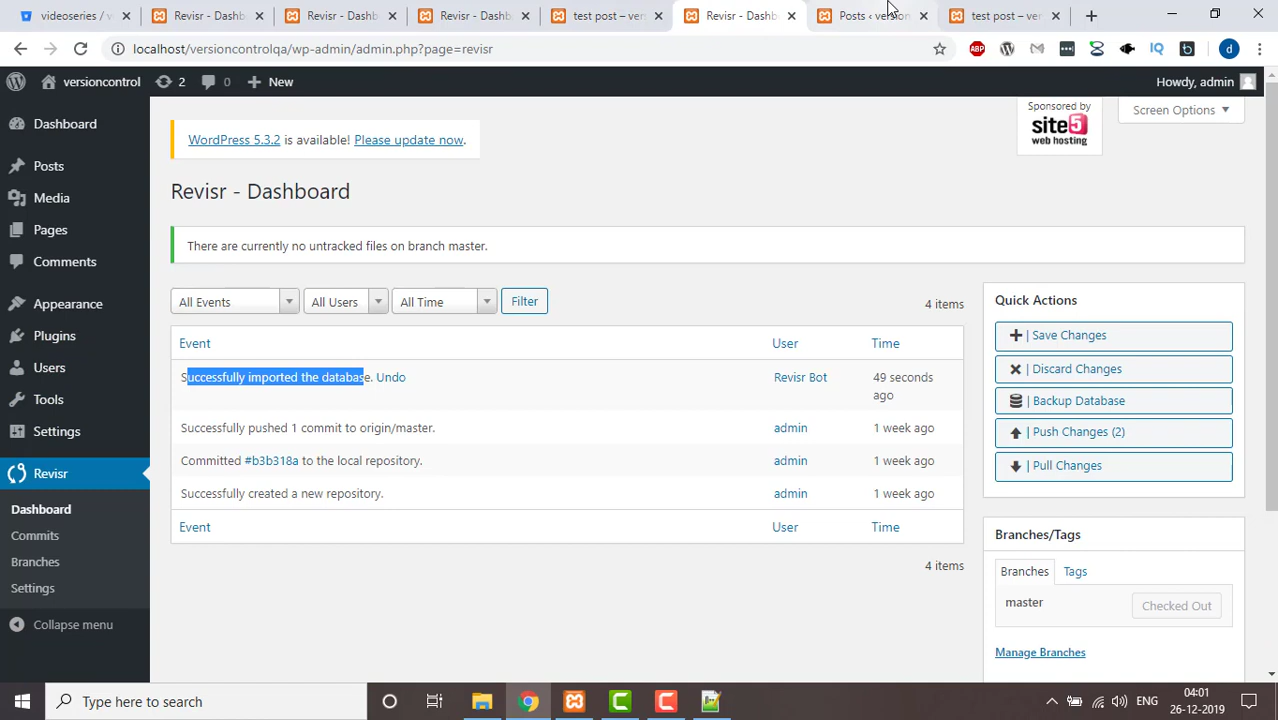 videoseries / v
Revisr - Dashb
Revisr - Dashb
Revisr - Dashb
test post – ver
Revisr - Dashb
Posts ‹ version
test post – ver
localhost/versioncontrolqa/wp-admin/admin.php?page=revisr
ABP
IQ
d
versioncontrol
2
0
New
Howdy, admin
Dashboard
Posts
Media
Pages
Comments
Appearance
Plugins
Users
Tools
Settings
Revisr
Dashboard
Commits
Branches
Settings
Collapse menu
WordPress 5.3.2 is available! Please update now.
Sponsored by
site5
web hosting
Screen Options
Revisr - Dashboard
There are currently no untracked files on branch master.
All Events
All Users
All Time
Filter
4 items
Event User Time
Successfully imported the database. Undo Revisr Bot 49 seconds
ago
Successfully pushed 1 commit to origin/master. admin 1 week ago
Committed #b3b318a to the local repository. admin 1 week ago
Successfully created a new repository. admin 1 week ago
Event User Time
4 items
Quick Actions
| Save Changes
| Discard Changes
| Backup Database
| Push Changes (2)
| Pull Changes
Branches/Tags
Branches Tags
master Checked Out
Manage Branches
Type here to search
ENG
04:01
26-12-2019